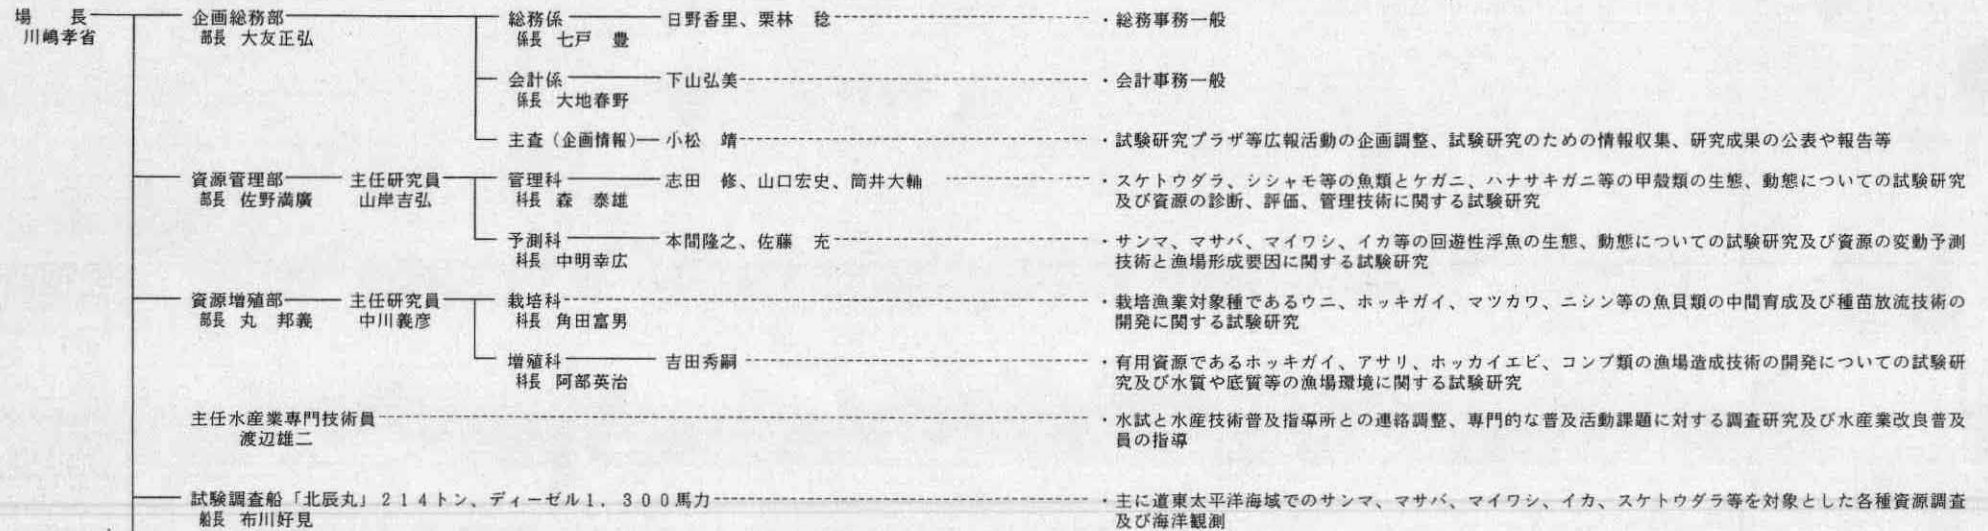 場　　長
川嶋孝省
企画総務部
部長 大友正弘
総務係
係長 七戸　豊
日野香里、栗林　稔
・総務事務一般
会計係
係長 大地春野
下山弘美
・会計事務一般
主査（企画情報）
小松　靖
・試験研究プラザ等広報活動の企画調整、試験研究のための情報収集、研究成果の公表や報告等
資源管理部
部長 佐野満廣
主任研究員
山岸吉弘
管理科
科長 森　泰雄
志田　修、山口宏史、筒井大輔
・スケトウダラ、シシャモ等の魚類とケガニ、ハナサキガニ等の甲殻類の生態、動態についての試験研究
及び資源の診断、評価、管理技術に関する試験研究
予測科
科長 中明幸広
本間隆之、佐藤　充
・サンマ、マサバ、マイワシ、イカ等の回遊性浮魚の生態、動態についての試験研究及び資源の変動予測
技術と漁場形成要因に関する試験研究
資源増殖部
部長 丸　邦義
主任研究員
中川義彦
栽培科
科長 角田富男
・栽培漁業対象種であるウニ、ホッキガイ、マツカワ、ニシン等の魚貝類の中間育成及び種苗放流技術の
開発に関する試験研究
増殖科
科長 阿部英治
吉田秀嗣
・有用資源であるホッキガイ、アサリ、ホッカイエビ、コンブ類の漁場造成技術の開発についての試験研
究及び水質や底質等の漁場環境に関する試験研究
主任水産業専門技術員
渡辺雄二
・水試と水産技術普及指導所との連絡調整、専門的な普及活動課題に対する調査研究及び水産業改良普及
員の指導
試験調査船「北辰丸」２１４トン、ディーゼル１，３００馬力
船長 布川好見
・主に道東太平洋海域でのサンマ、マサバ、マイワシ、イカ、スケトウダラ等を対象とした各種資源調査
及び海洋観測